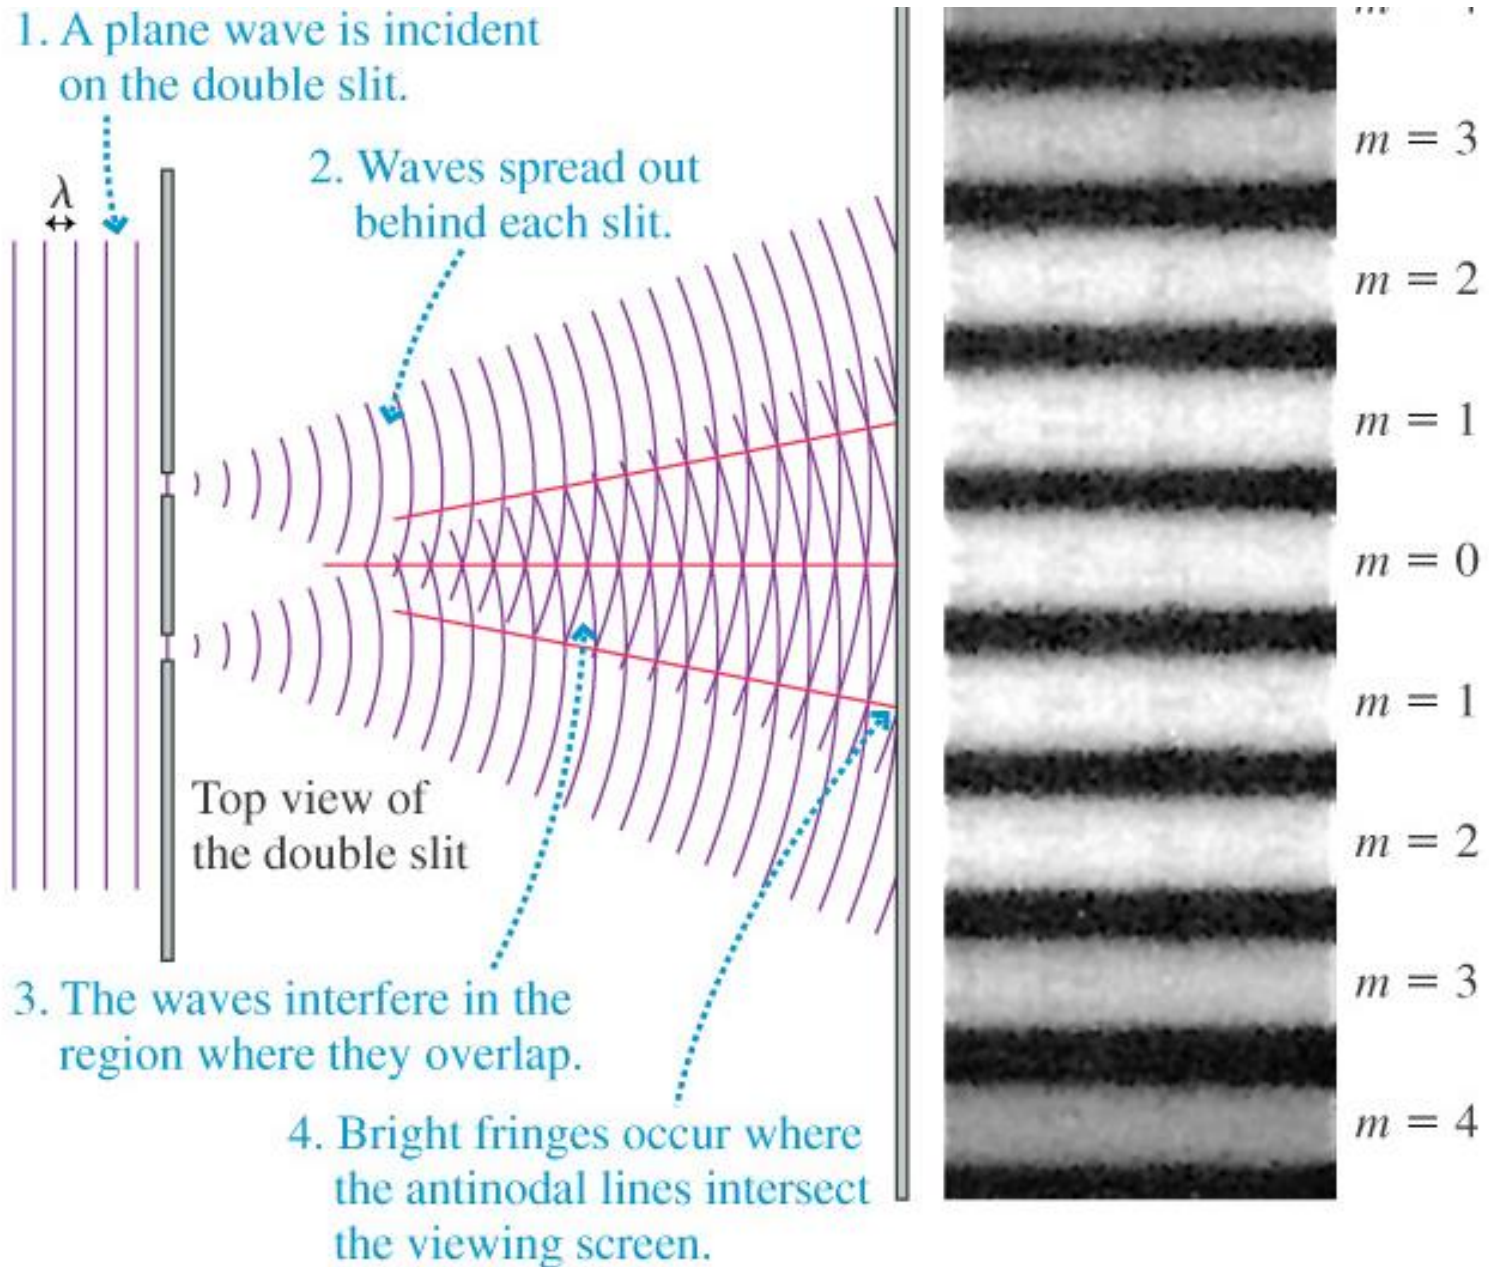 1. A plane wave is incident
on the double slit.
λ
2. Waves spread out
behind each slit.
Top view of
the double slit
3. The waves interfere in the
region where they overlap.
4. Bright fringes occur where
the antinodal lines intersect
the viewing screen.
m = 3
m = 2
m = 1
m = 0
m = 1
m = 2
m = 3
m = 4